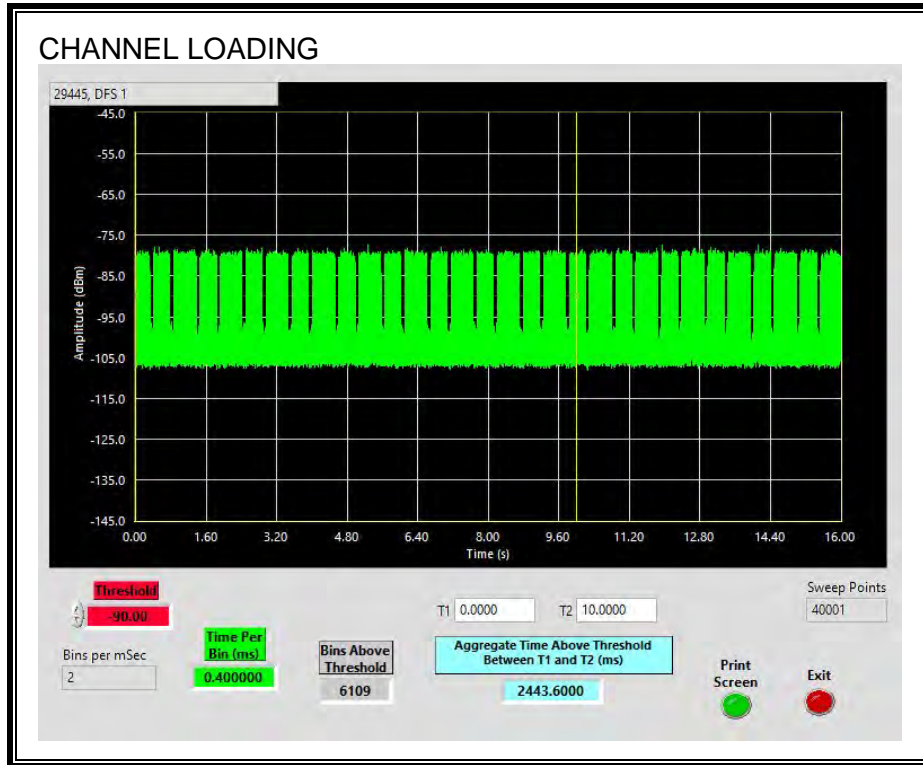 CHANNEL LOADING
29445, DFS 1
-45.0
-55.0
-65.0
-75.0
-85.0
-95.0
-105.0
-115.0
-125.0
-135.0
-145.0
Amplitude (dBm)
0.00 1.60 3.20 4.80 6.40 8.00 9.60 11.20 12.80 14.40 16.00
Time (s)
Threshold
-90.00
Bins per mSec
2
Time Per
Bin (ms)
0.400000
Bins Above
Threshold
6109
T1 0.0000 T2 10.0000
Aggregate Time Above Threshold
Between T1 and T2 (ms)
2443.6000
Sweep Points
40001
Print
Screen
Exit